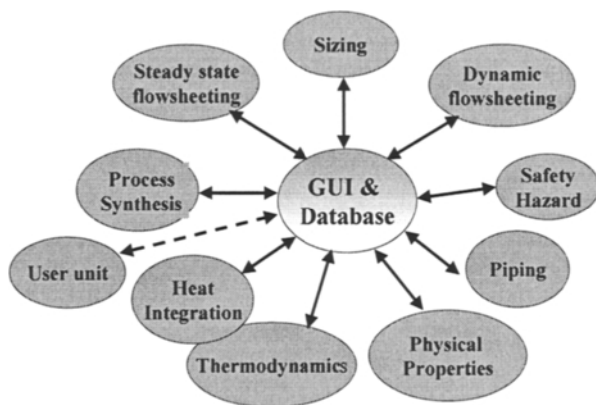 Sizing
Steady state
flowsheeting
Dynamic
flowsheeting
Process
Synthesis
GUI &
Database
Safety
Hazard
User unit
Heat
Integration
Piping
Thermodynamics
Physical
Properties